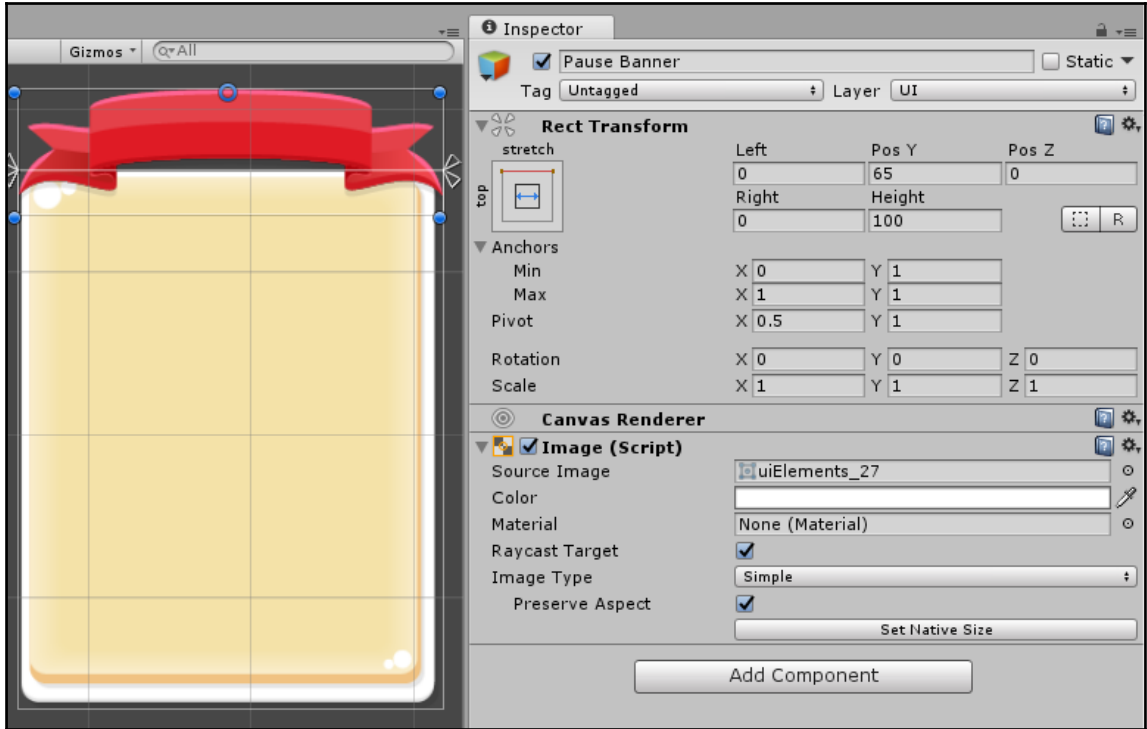 Inspector
Gizmos
All
Pause Banner
Static
Tag Untagged Layer UI
Rect Transform
stretch
Left Pos Y Pos Z
0 65 0
top
Right Height
0 100 R
Anchors
Min X 0 Y 1
Max X 1 Y 1
Pivot X 0.5 Y 1
Rotation X 0 Y 0 Z 0
Scale X 1 Y 1 Z 1
Canvas Renderer
Image (Script)
Source Image uiElements_27
Color
Material None (Material)
Raycast Target
Image Type Simple
Preserve Aspect
Set Native Size
Add Component